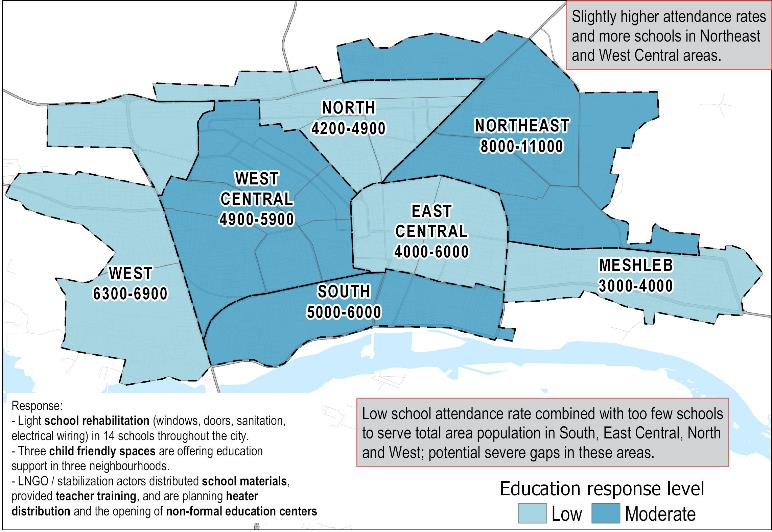 Slightly higher attendance rates
and more schools in Northeast
and West Central areas.
NORTH
4200-4900
NORTHEAST
8000-11000
WEST
CENTRAL
4900-5900
EAST
CENTRAL
4000-6000
WEST
6300-6900
SOUTH
5000-6000
MESHLEB
3000-4000
Response:
- Light school rehabilitation (windows, doors, sanitation,
electrical wiring) in 14 schools throughout the city.
- Three child friendly spaces are offering education
support in three neighbourhoods.
- LNGO / stabilization actors distributed school materials,
provided teacher training, and are planning heater
distribution and the opening of non-formal education centers
Low school attendance rate combined with too few schools
to serve total area population in South, East Central, North
and West; potential severe gaps in these areas.
Education response level
Low
Moderate